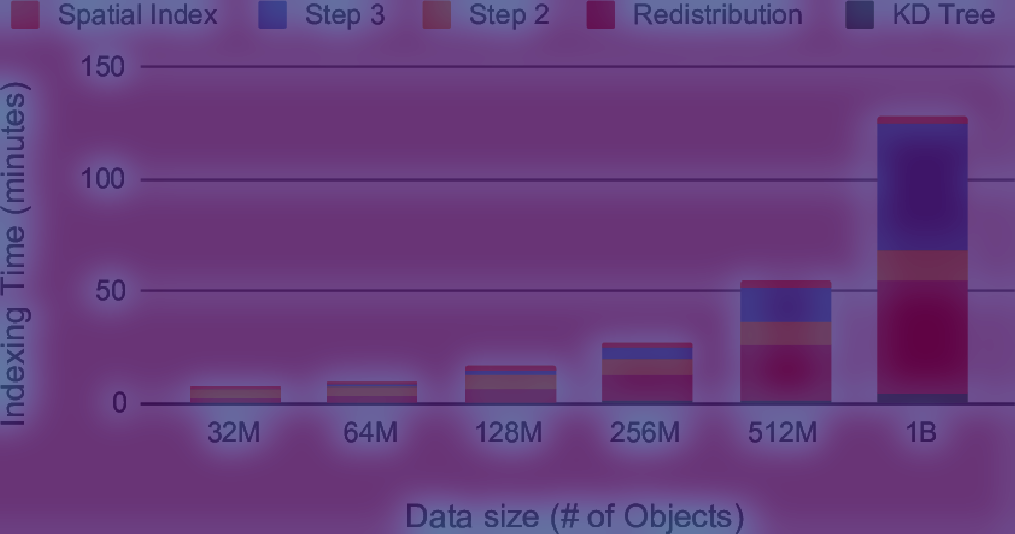 Spatial Index Step 3 Step 2 Redistribution KD Tree
Indexing Time (minutes)
150
100
50
0
32M 64M 128M 256M 512M 1B
Data size (# of Objects)